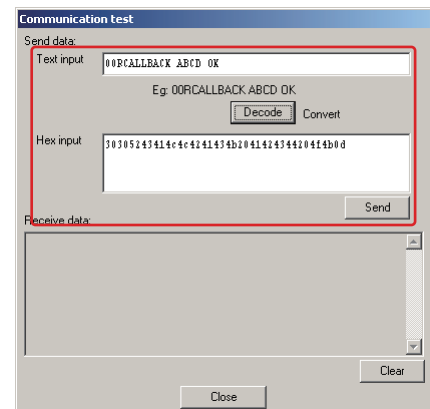 Communication test
Send data:
Text input 00RCALLBACK ABCD OK
Eg: 00RCALLBACK ABCD OK
Decode Convert
Hex input 30305243414c4c4241434b2041424344204f4b0d
Send
Receive data:
Clear
Close